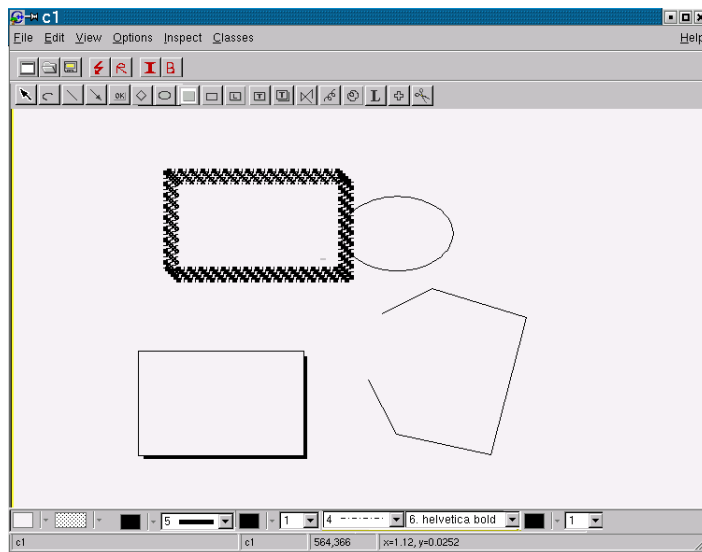 c1
File Edit View Options Inspect Classes Help
OK
5 1 4 6. helvetica bold 1
c1 c1 564,366 x=1.12, y=0.0252